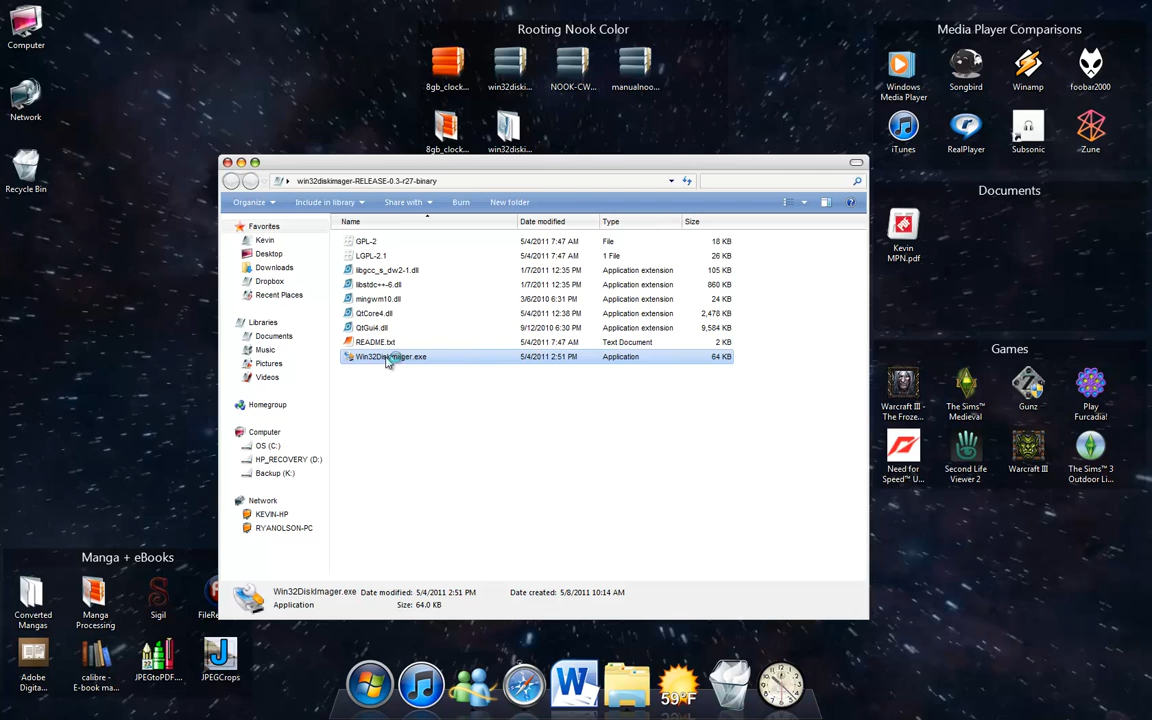 Computer
Network
Recycle Bin
Rooting Nook Color
8gb_clock...
win32diski...
NOOK-CW...
manualnoo...
8gb_clock...
win32diski...
Media Player Comparisons
Windows Media Player
Songbird
Winamp
foobar2000
iTunes
RealPlayer
Subsonic
Zune
Documents
Kevin MPN.pdf
Games
Warcraft III - The Froze...
The Sims™ Medieval
Gunz
Play Furcadia!
Need for Speed™ U...
Second Life Viewer 2
Warcraft III
The Sims™ 3 Outdoor Li...
win32diskimager-RELEASE-0.3-r27-binary
Organize
Include in library
Share with
Burn
New folder
Favorites
Kevin
Desktop
Downloads
Dropbox
Recent Places
Libraries
Documents
Music
Pictures
Videos
Homegroup
Computer
OS (C:)
HP_RECOVERY (D:)
Backup (K:)
Network
KEVIN-HP
RYANOLSON-PC
Name Date modified Type Size
GPL-2 5/4/2011 7:47 AM File 18 KB
LGPL-2.1 5/4/2011 7:47 AM 1 File 26 KB
libgcc_s_dw2-1.dll 1/7/2011 12:35 PM Application extension 105 KB
libstdc++-6.dll 1/7/2011 12:35 PM Application extension 860 KB
mingwm10.dll 3/6/2010 6:31 PM Application extension 24 KB
QtCore4.dll 5/4/2011 12:38 PM Application extension 2,478 KB
QtGui4.dll 9/12/2010 6:30 PM Application extension 9,584 KB
README.txt 5/4/2011 7:47 AM Text Document 2 KB
Win32DiskImager.exe 5/4/2011 2:51 PM Application 64 KB
Win32DiskImager.exe Date modified: 5/4/2011 2:51 PM Date created: 5/8/2011 10:14 AM
Application Size: 64.0 KB
Manga + eBooks
Converted Mangas
Manga Processing
Sigil
FileRe
Adobe Digita...
calibre - E-book ma...
JPEGtoPDF....
JPEGCrops
59°F